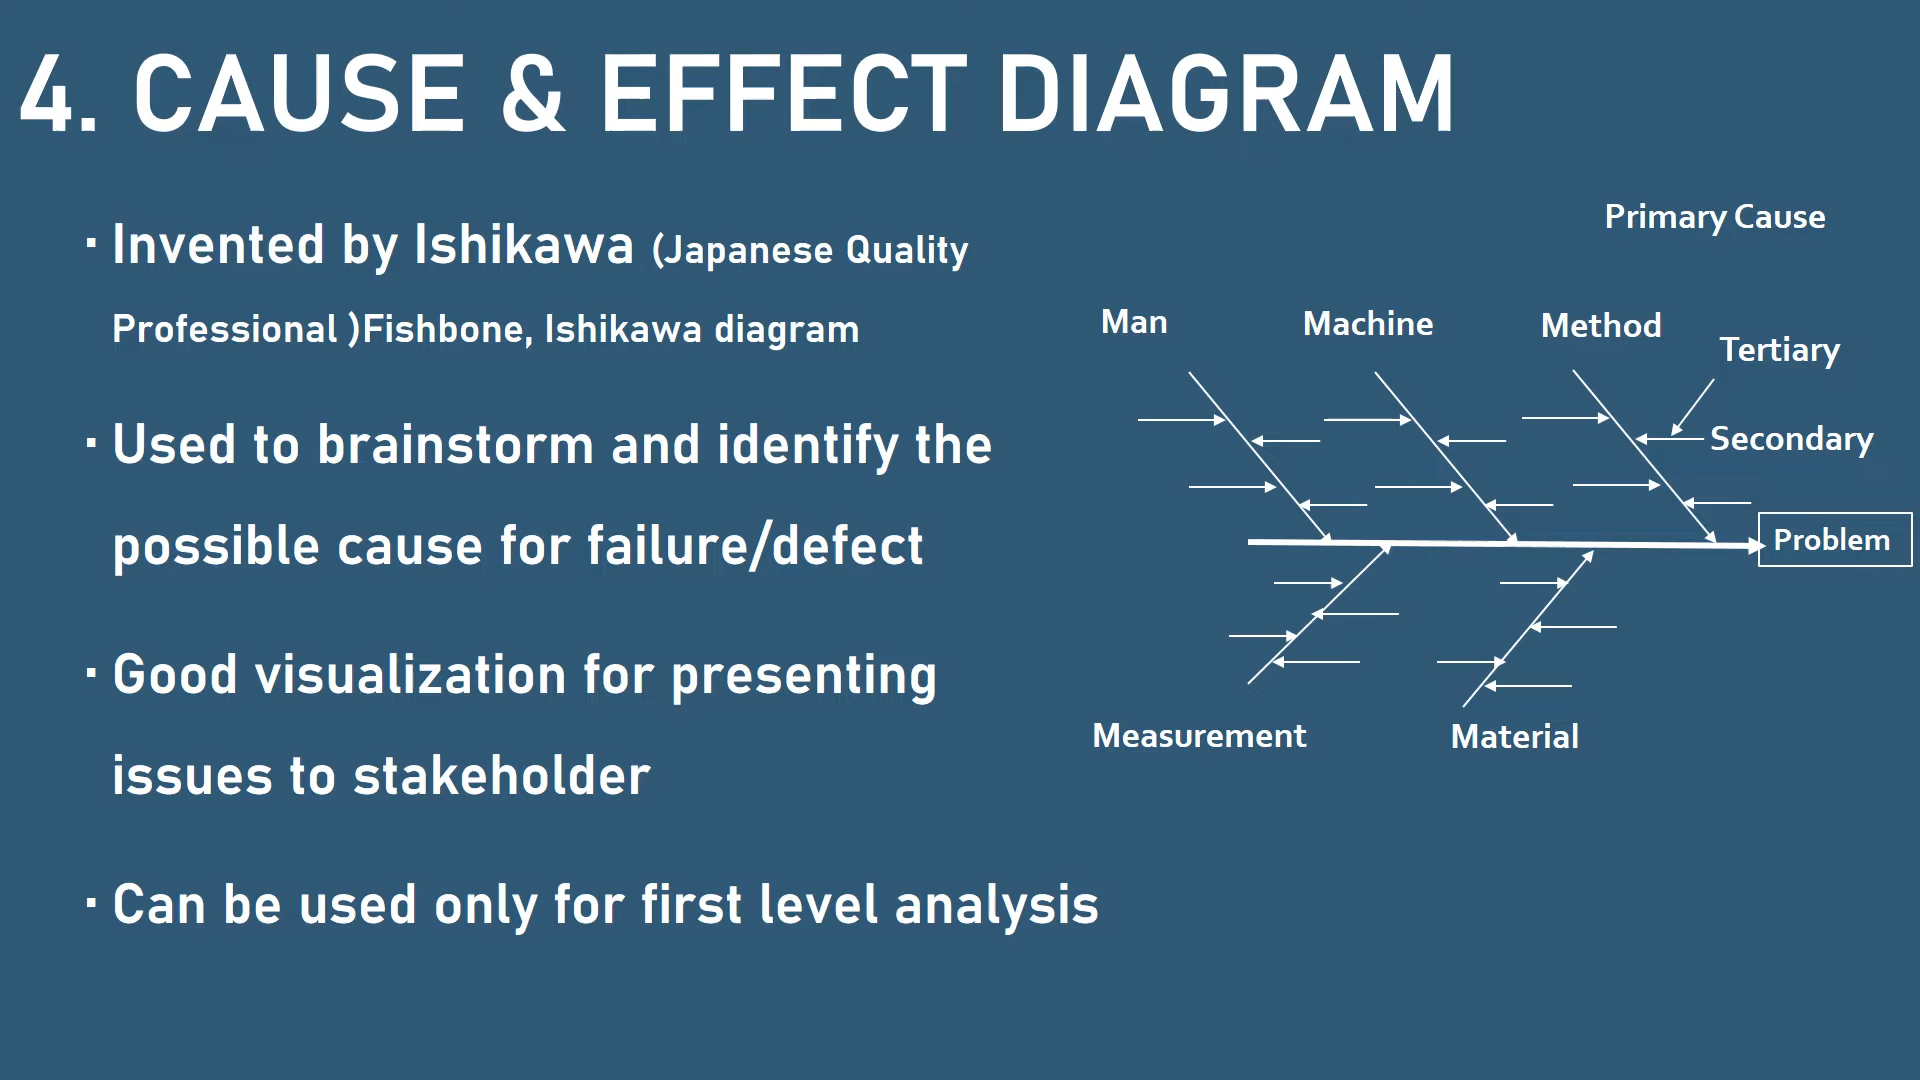 4. CAUSE & EFFECT DIAGRAM
· Invented by Ishikawa (Japanese Quality
Professional )Fishbone, Ishikawa diagram
· Used to brainstorm and identify the
possible cause for failure/defect
· Good visualization for presenting
issues to stakeholder
· Can be used only for first level analysis
Primary Cause
Man
Machine
Method
Tertiary
Secondary
Problem
Measurement
Material